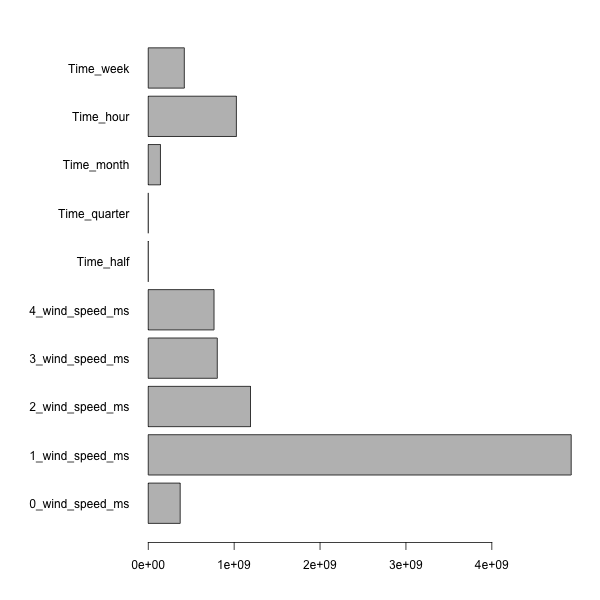 Time_week
Time_hour
Time_month
Time_quarter
Time_half
4_wind_speed_ms
3_wind_speed_ms
2_wind_speed_ms
1_wind_speed_ms
0_wind_speed_ms
0e+00 1e+09 2e+09 3e+09 4e+09